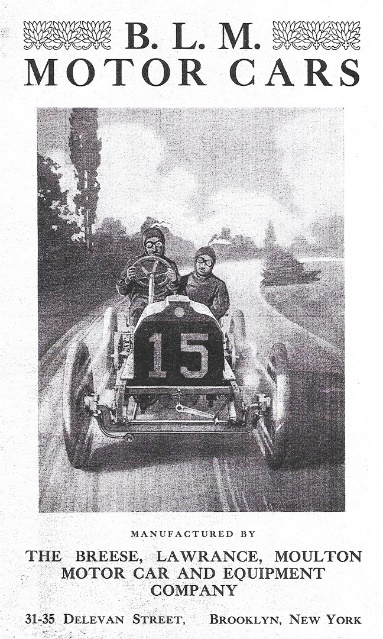 B. L. M.
MOTOR CARS
15
MANUFACTURED BY
THE BREESE, LAWRANCE, MOULTON
MOTOR CAR AND EQUIPMENT
COMPANY
31-35 DELEVAN STREET, BROOKLYN, NEW YORK